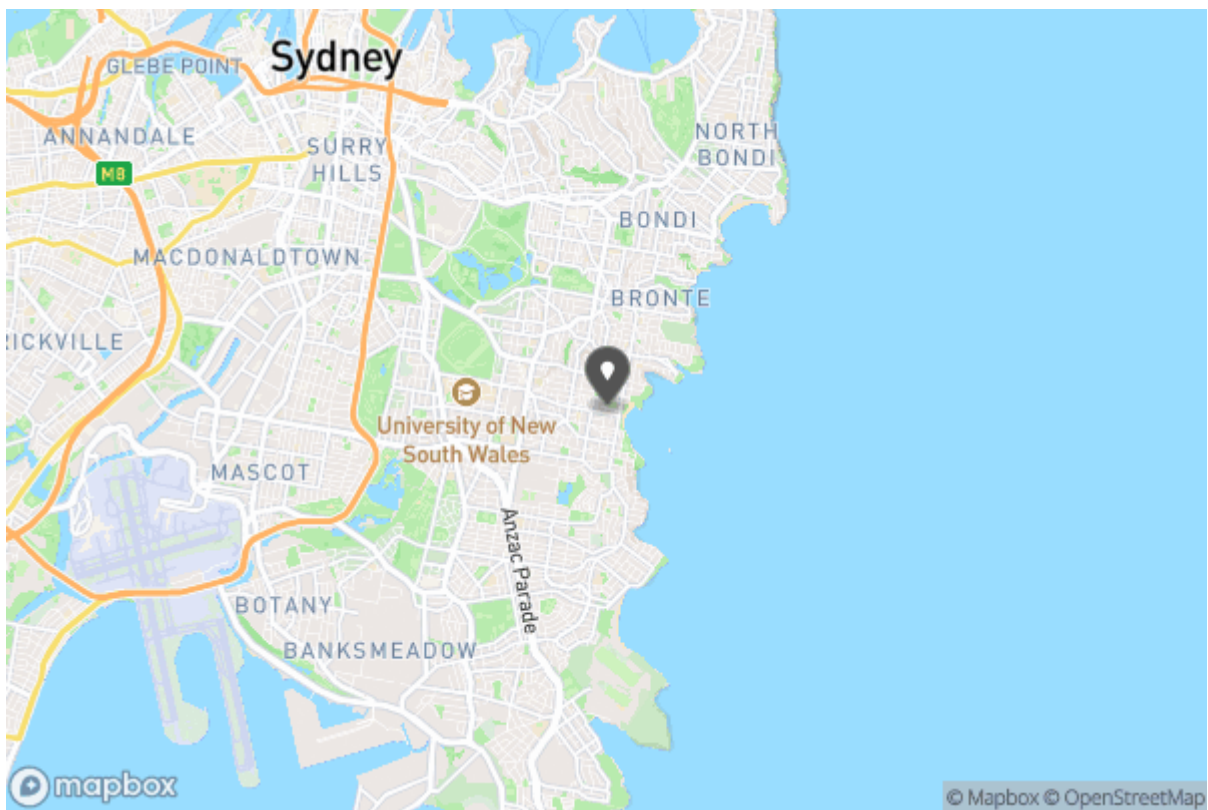 Sydney
GLEBE POINT
ANNANDALE
NORTH
BONDI
SURRY
HILLS
M8
BONDI
MACDONALDTOWN
BRONTE
RICKVILLE
University of New
South Wales
MASCOT
Anzac Parade
BOTANY
BANKSMEADOW
mapbox
© Mapbox © OpenStreetMap